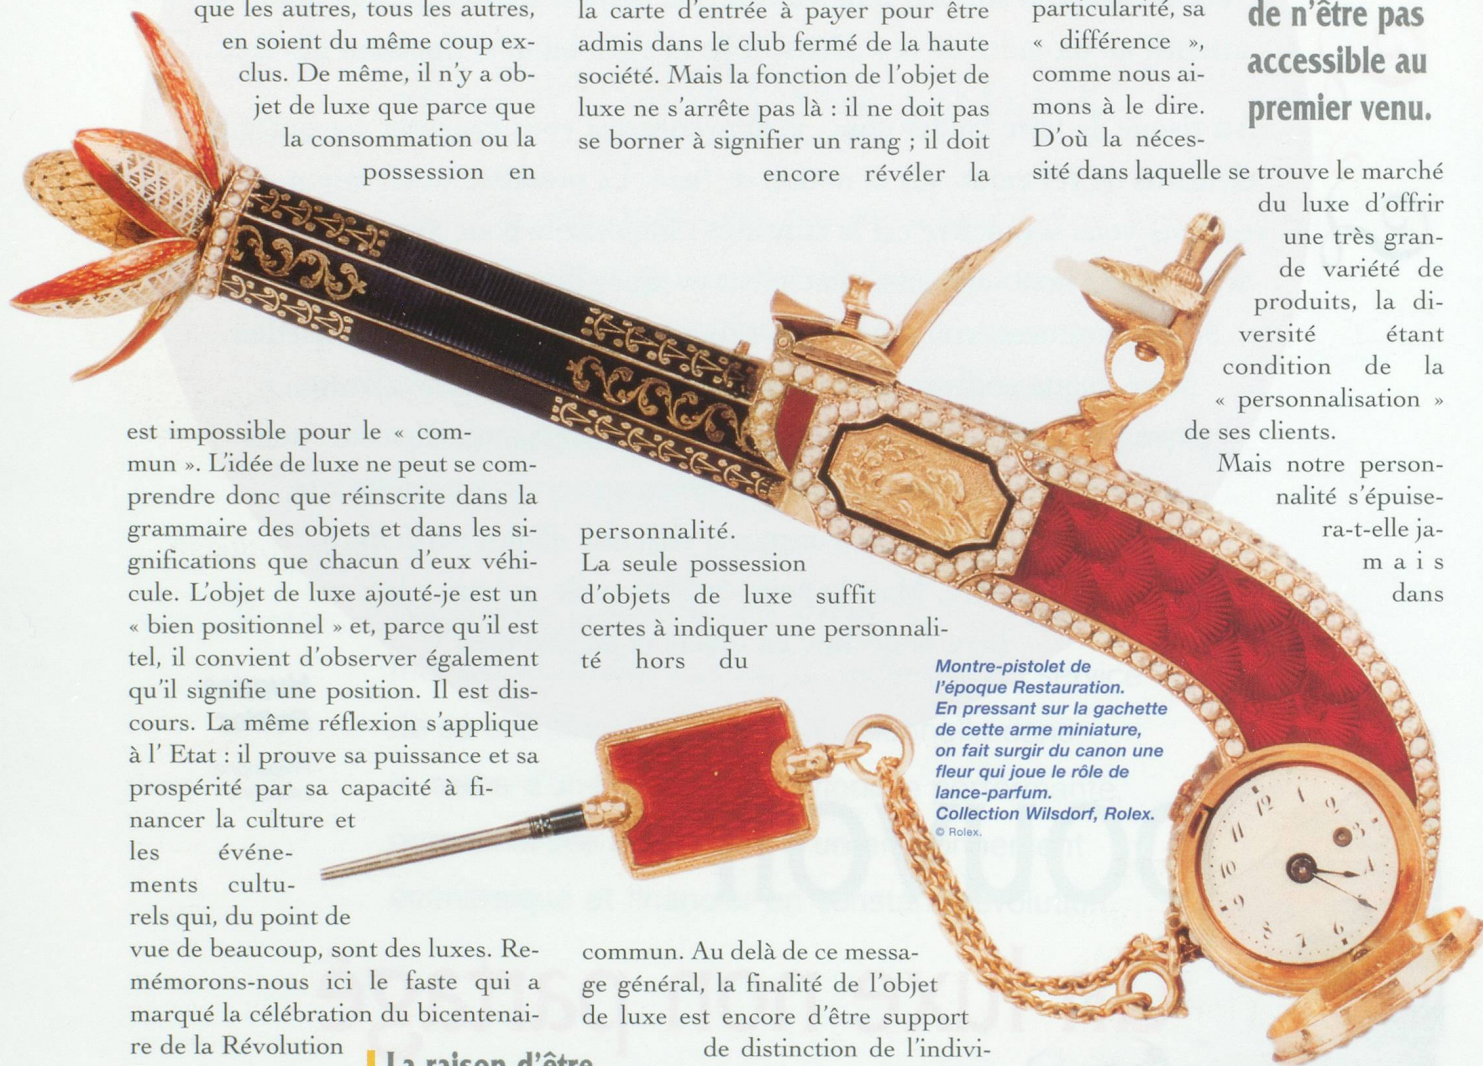 que les autres, tous les autres,
en soient du même coup ex-
clus. De même, il n'y a ob-
jet de luxe que parce que
la consommation ou la
possession en
est impossible pour le « com-
mun ». L'idée de luxe ne peut se com-
prendre donc que réinscrite dans la
grammaire des objets et dans les si-
gnifications que chacun d'eux véhi-
cule. L'objet de luxe ajouté-je est un
« bien positionnel » et, parce qu'il est
tel, il convient d'observer également
qu'il signifie une position. Il est dis-
cours. La même réflexion s'applique
à l' Etat : il prouve sa puissance et sa
prospérité par sa capacité à fi-
nancer la culture et
les événe-
ments cultu-
rels qui, du point de
vue de beaucoup, sont des luxes. Re-
mémorons-nous ici le faste qui a
marqué la célébration du bicentenai-
re de la Révolution
La raison d'être
la carte d'entrée à payer pour être
admis dans le club fermé de la haute
société. Mais la fonction de l'objet de
luxe ne s'arrête pas là : il ne doit pas
se borner à signifier un rang ; il doit
encore révéler la
personnalité.
La seule possession
d'objets de luxe suffit
certes à indiquer une personnali-
té hors du
commun. Au delà de ce messa-
ge général, la finalité de l'objet
de luxe est encore d'être support
de distinction de l'indivi-
particularité, sa
« différence »,
comme nous ai-
mons à le dire.
D'où la néces-
sité dans laquelle se trouve le marché
du luxe d'offrir
une très gran-
de variété de
produits, la di-
versité étant
condition de la
« personnalisation »
de ses clients.
Mais notre person-
nalité s'épuise-
ra-t-elle ja-
mais
dans
de n'être pas
accessible au
premier venu.
Montre-pistolet de
l'époque Restauration.
En pressant sur la gachette
de cette arme miniature,
on fait surgir du canon une
fleur qui joue le rôle de
lance-parfum.
Collection Wilsdorf, Rolex.
© Rolex.